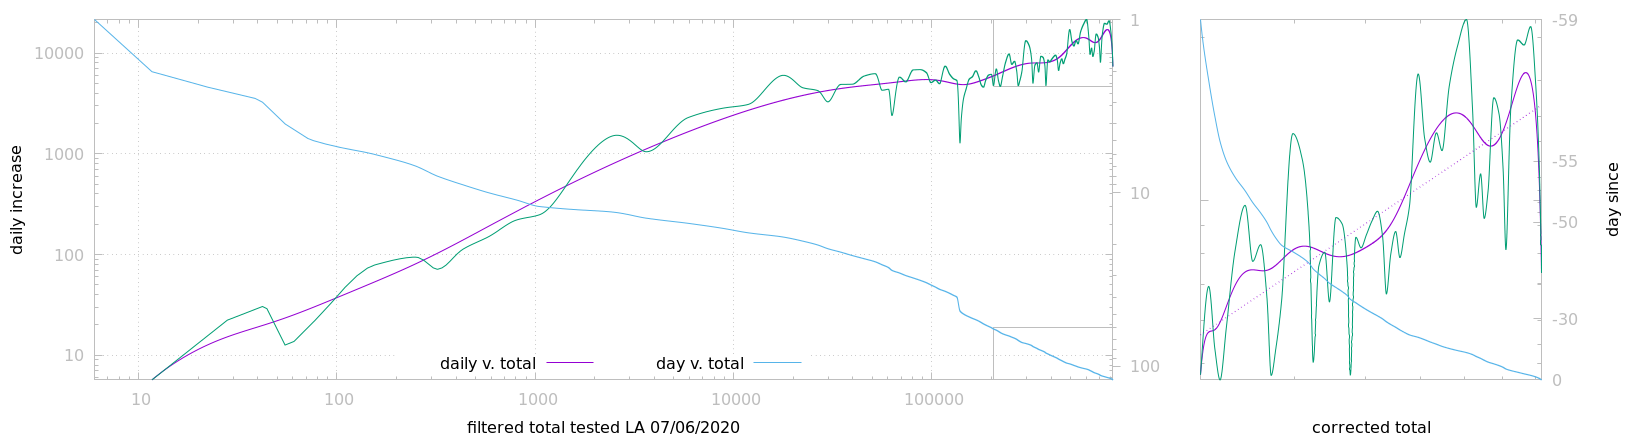 10000
1000
100
10
daily increase
10
100
1000
10000
100000
filtered total tested LA 07/06/2020
daily v. total
day v. total
1
10
100
-59
-55
-50
-30
0
day since
corrected total